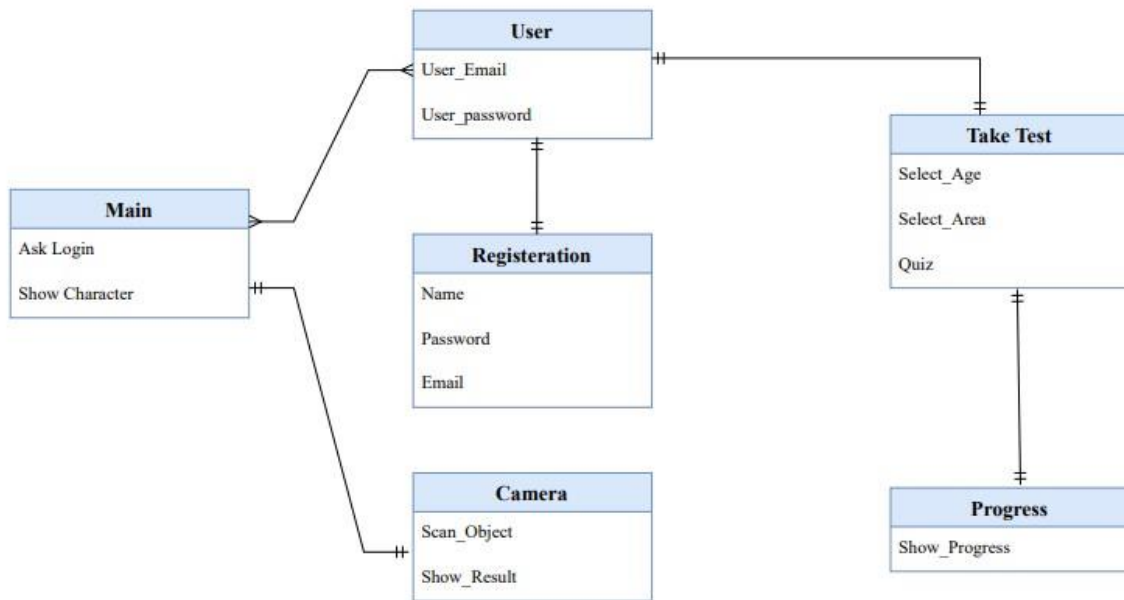 User
User_Email
User_password
Take Test
Select_Age
Select_Area
Quiz
Main
Ask Login
Show Character
Registeration
Name
Password
Email
Camera
Scan_Object
Show_Result
Progress
Show_Progress